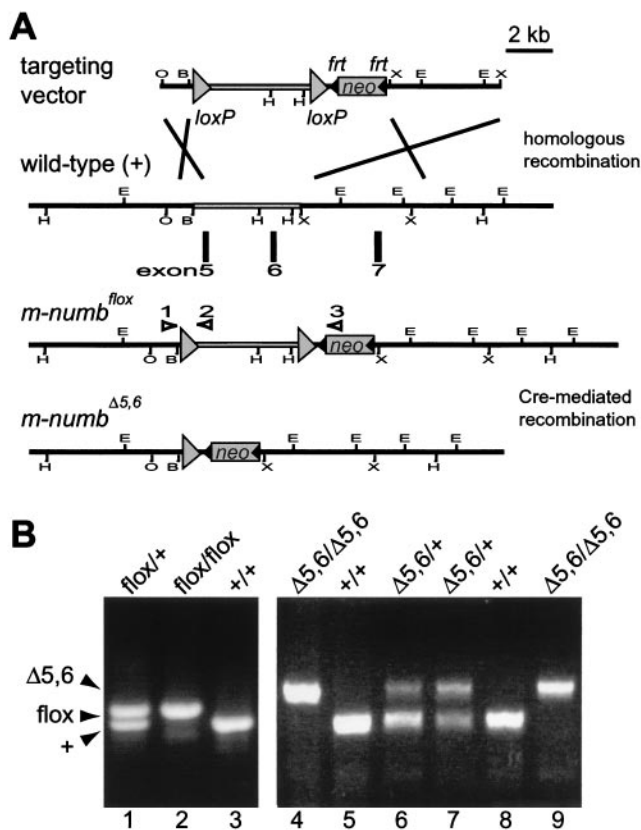 A
2 kb
targeting vector
frt frt
O B X E E X
neo
H H
loxP loxP
homologous recombination
wild-type (+)
E E E E
H O B H H X X H
exon 5 6 7
m-numb flox
1 2 3
E E E E
neo
H O B H H X X H
Cre-mediated recombination
m-numb Δ5,6
E E E E
neo
H O B X X H
B
flox/+ flox/flox +/+ Δ5,6/Δ5,6 +/+ Δ5,6/+ Δ5,6/+ +/+ Δ5,6/Δ5,6
Δ5,6
flox
+
1 2 3 4 5 6 7 8 9